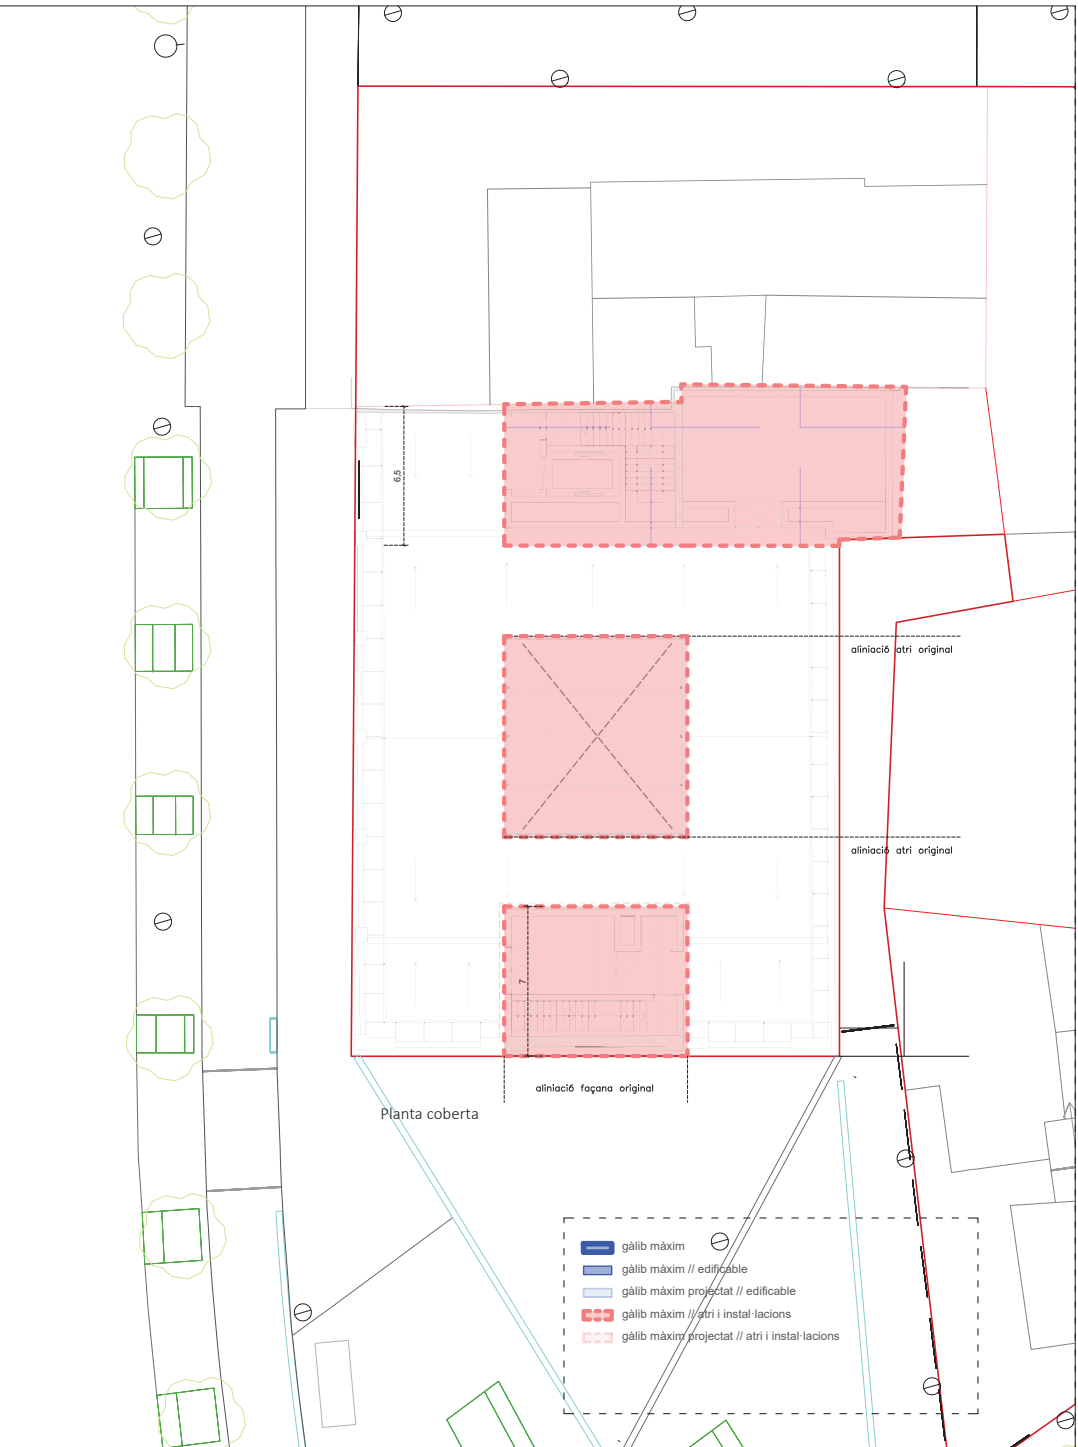 6,5
aliniació atri original
aliniació atri original
7
aliniació façana original
Planta coberta
gàlib màxim
gàlib màxim // edificable
gàlib màxim projectat // edificable
gàlib màxim // atri i instal·lacions
gàlib màxim projectat // atri i instal·lacions